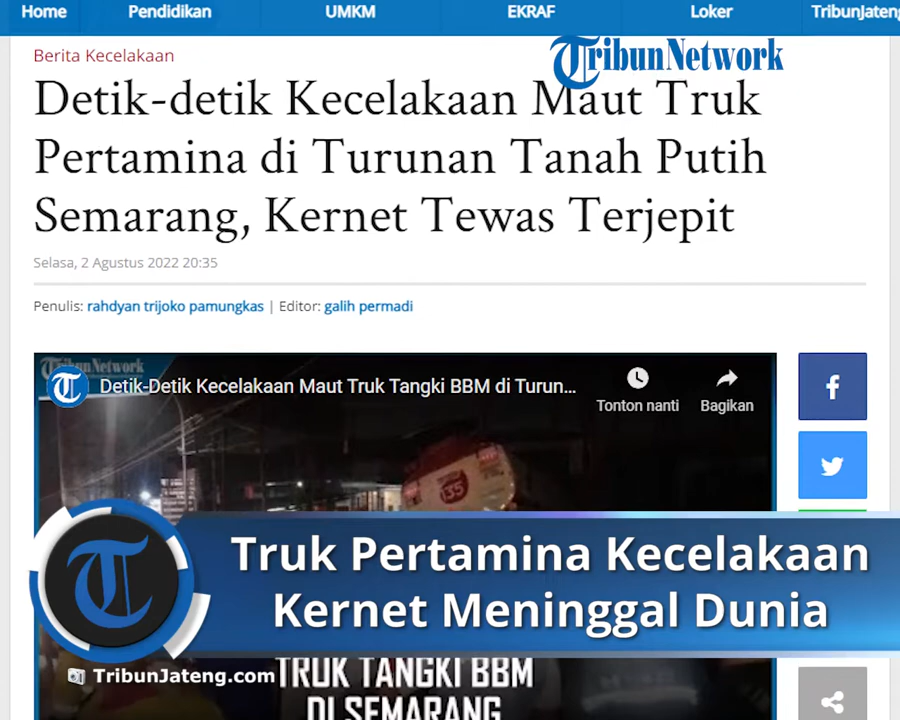 Home Pendidikan UMKM EKRAF Loker TribunJateng
Berita Kecelakaan
TribunNetwork
Detik-detik Kecelakaan Maut Truk
Pertamina di Turunan Tanah Putih
Semarang, Kernet Tewas Terjepit
Selasa, 2 Agustus 2022 20:35
Penulis: rahdyan trijoko pamungkas | Editor: galih permadi
TribunNetwork
Detik-Detik Kecelakaan Maut Truk Tangki BBM di Turun...
Tonton nanti Bagikan
135
Truk Pertamina Kecelakaan
Kernet Meninggal Dunia
TribunJateng.com
TRUK TANGKI BBM
DI SEMARANG